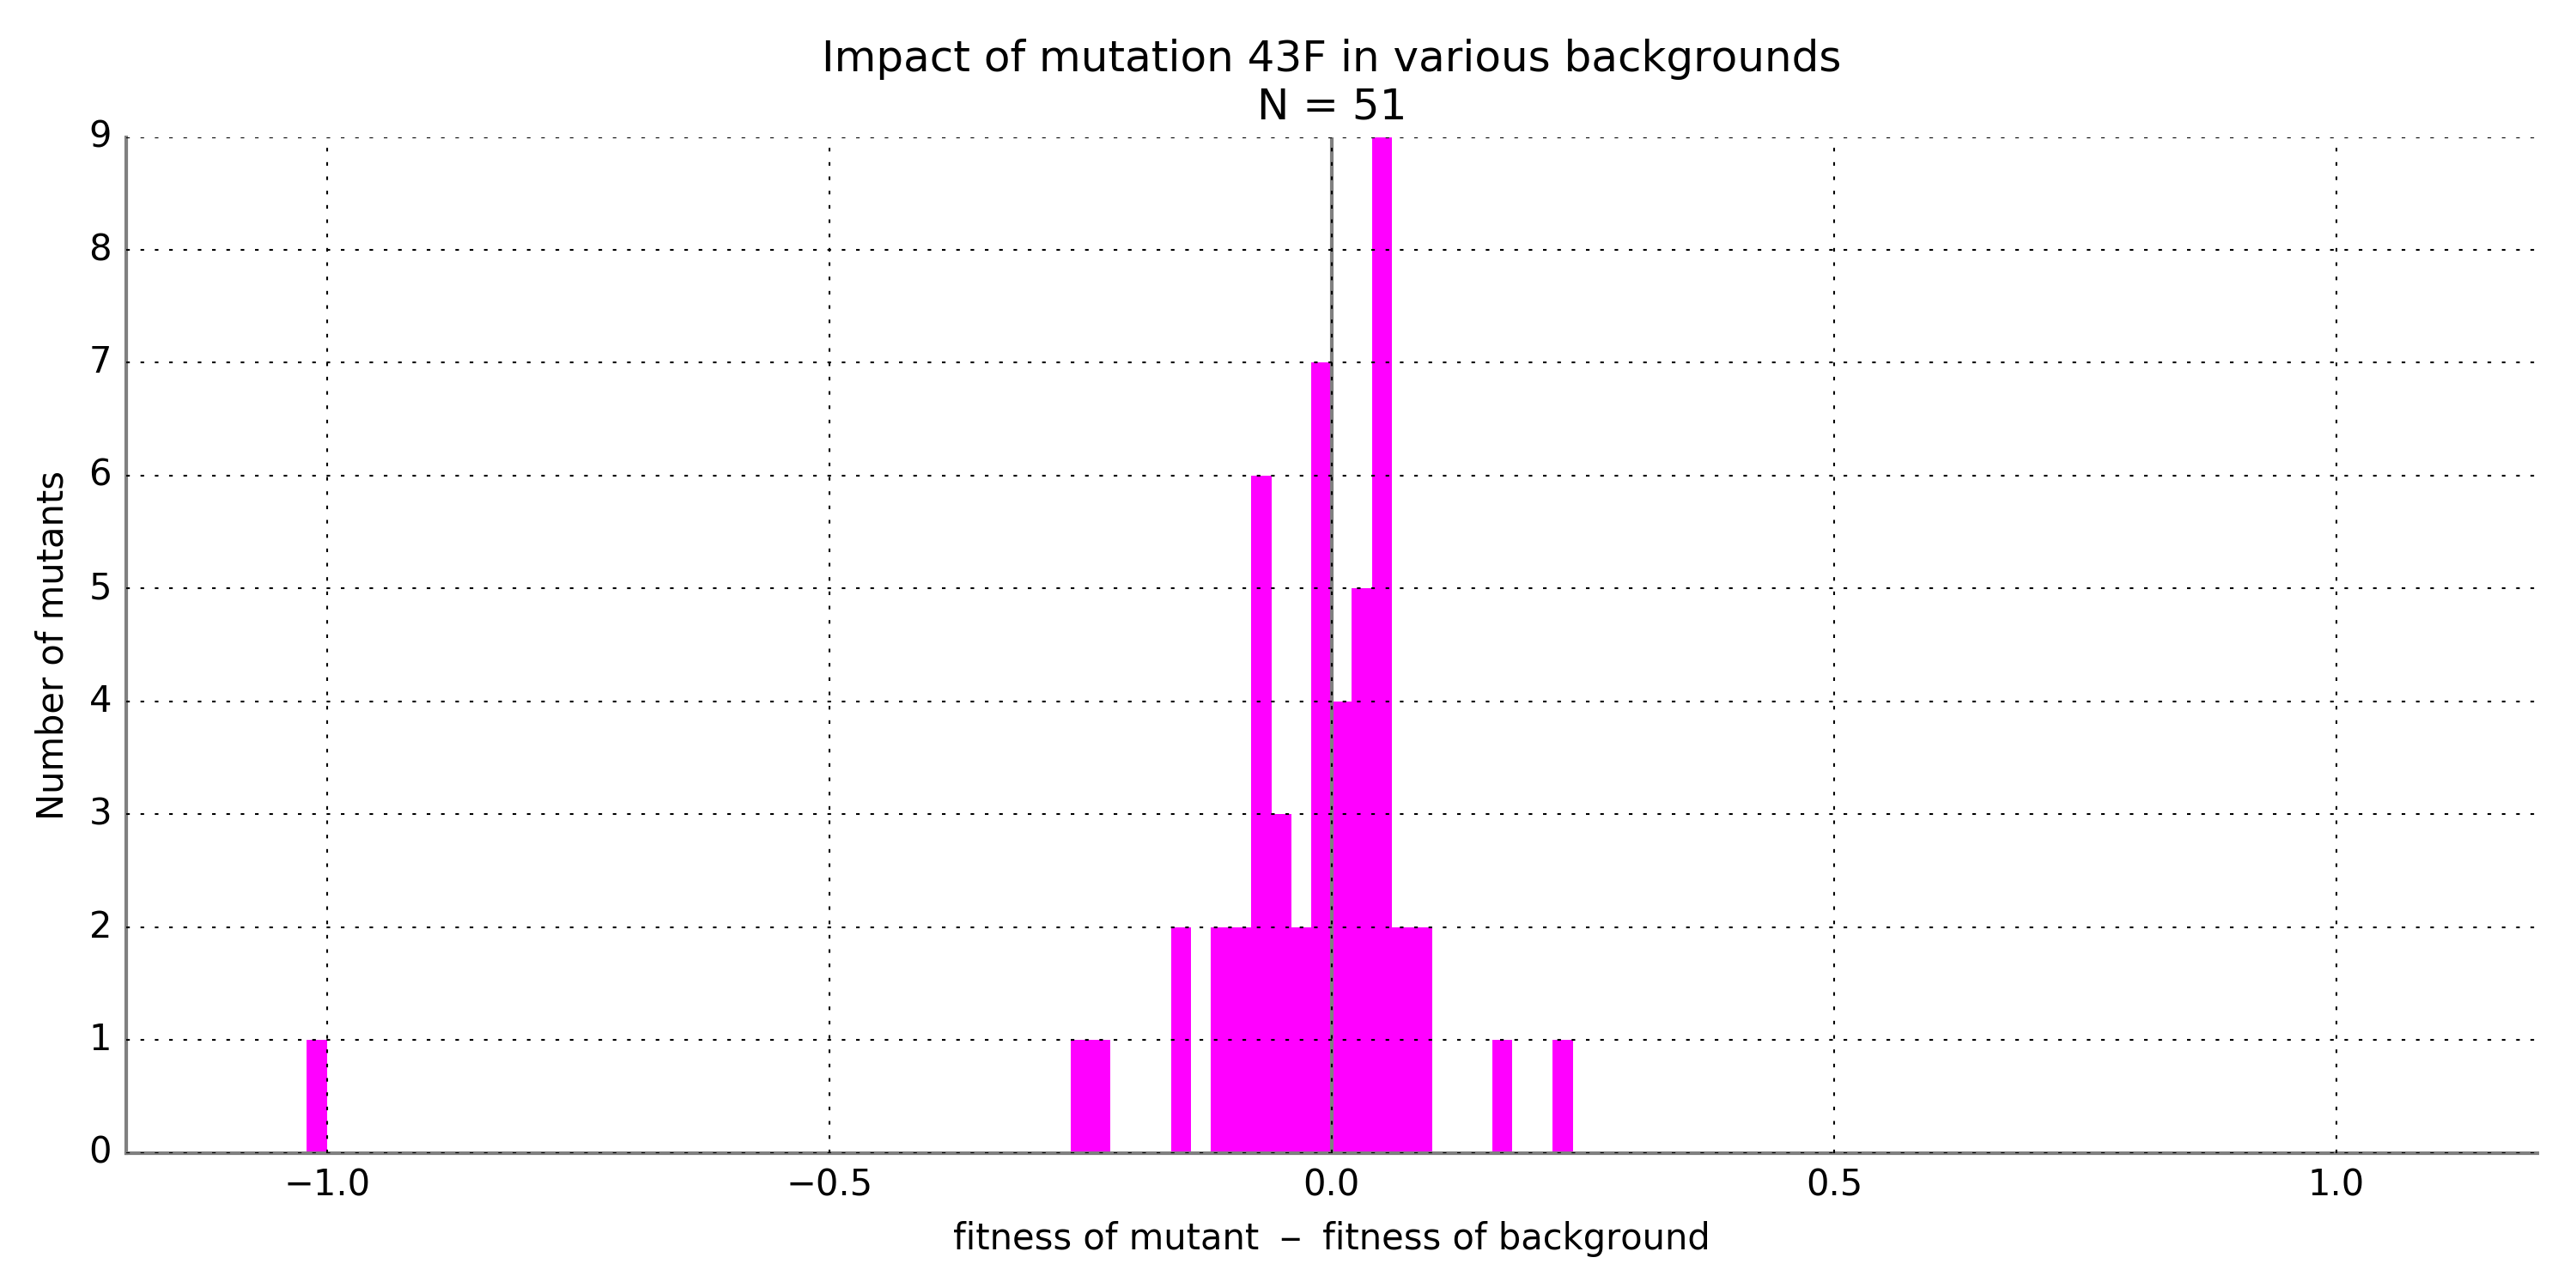 Impact of mutation 43F in various backgrounds
N = 51
9
8
7
6
5
4
3
2
1
0
Number of mutants
−1.0 −0.5 0.0 0.5 1.0
fitness of mutant – fitness of background